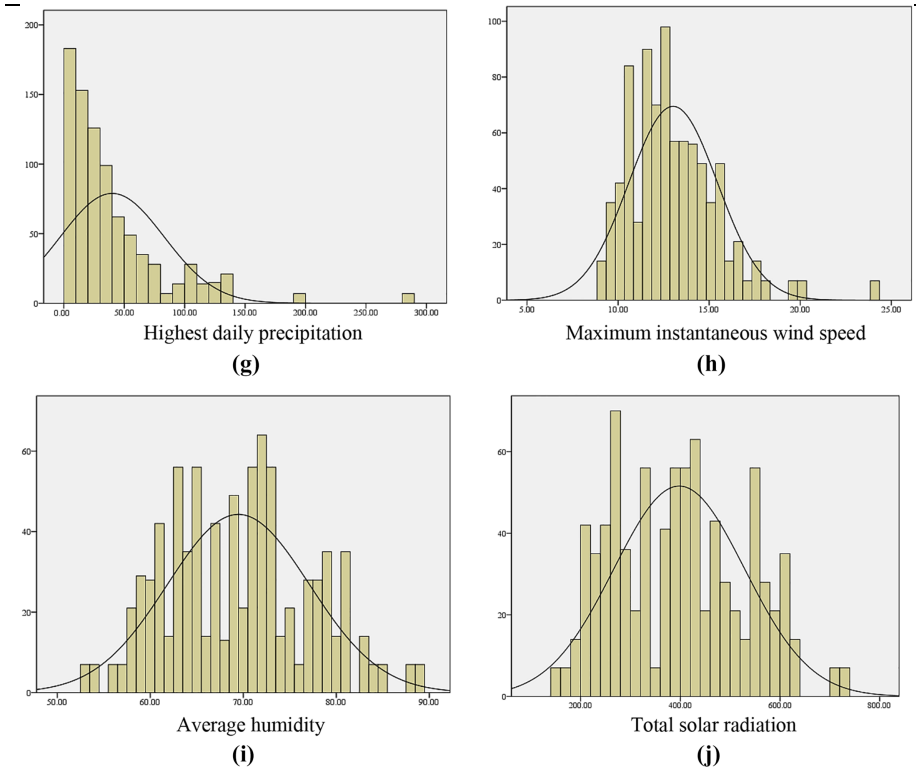 200
150
100
50
0
0.00 50.00 100.00 150.00 200.00 250.00 300.00
Highest daily precipitation
(g)
100
80
60
40
20
0
5.00 10.00 15.00 20.00 25.00
Maximum instantaneous wind speed
(h)
60
40
20
0
50.00 60.00 70.00 80.00 90.00
Average humidity
(i)
60
40
20
0
200.00 400.00 600.00 800.00
Total solar radiation
(j)